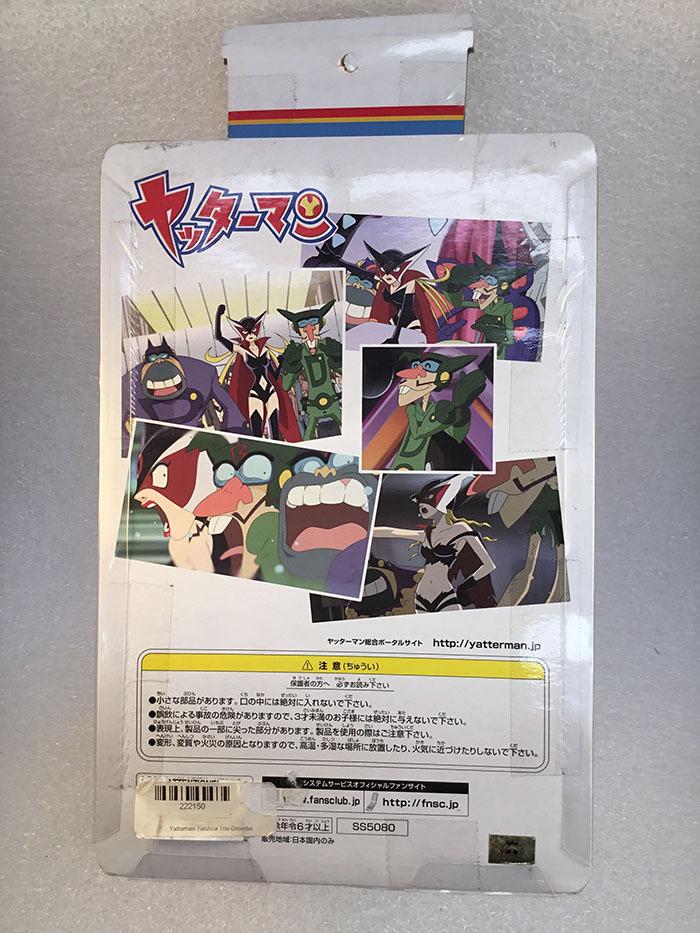 ヤッターマン
ヤッターマン総合ポータルサイト http://yatterman.jp
⚠ 注意(ちゅうい)
保護者の方へ 必ずお読み下さい
●小さな部品があります。口の中には絶対に入れないで下さい。
●誤飲による事故の危険がありますので、3才未満のお子様には絶対に与えないで下さい。
●表現上、製品の一部に尖った部分があります。製品を使用の際はご注意下さい。
●変形、変質や火災の原因となりますので、高温・多湿な場所に放置したり、火気に近づけたりしないで下さい。
ATTENTIONE!
システムサービスオフィシャルファンサイト
222150
.fansclub.jp http://fnsc.jp
Yattaman Tonzura Trio Drombo
年令6才以上 SS5080
販売地域:日本国内のみ